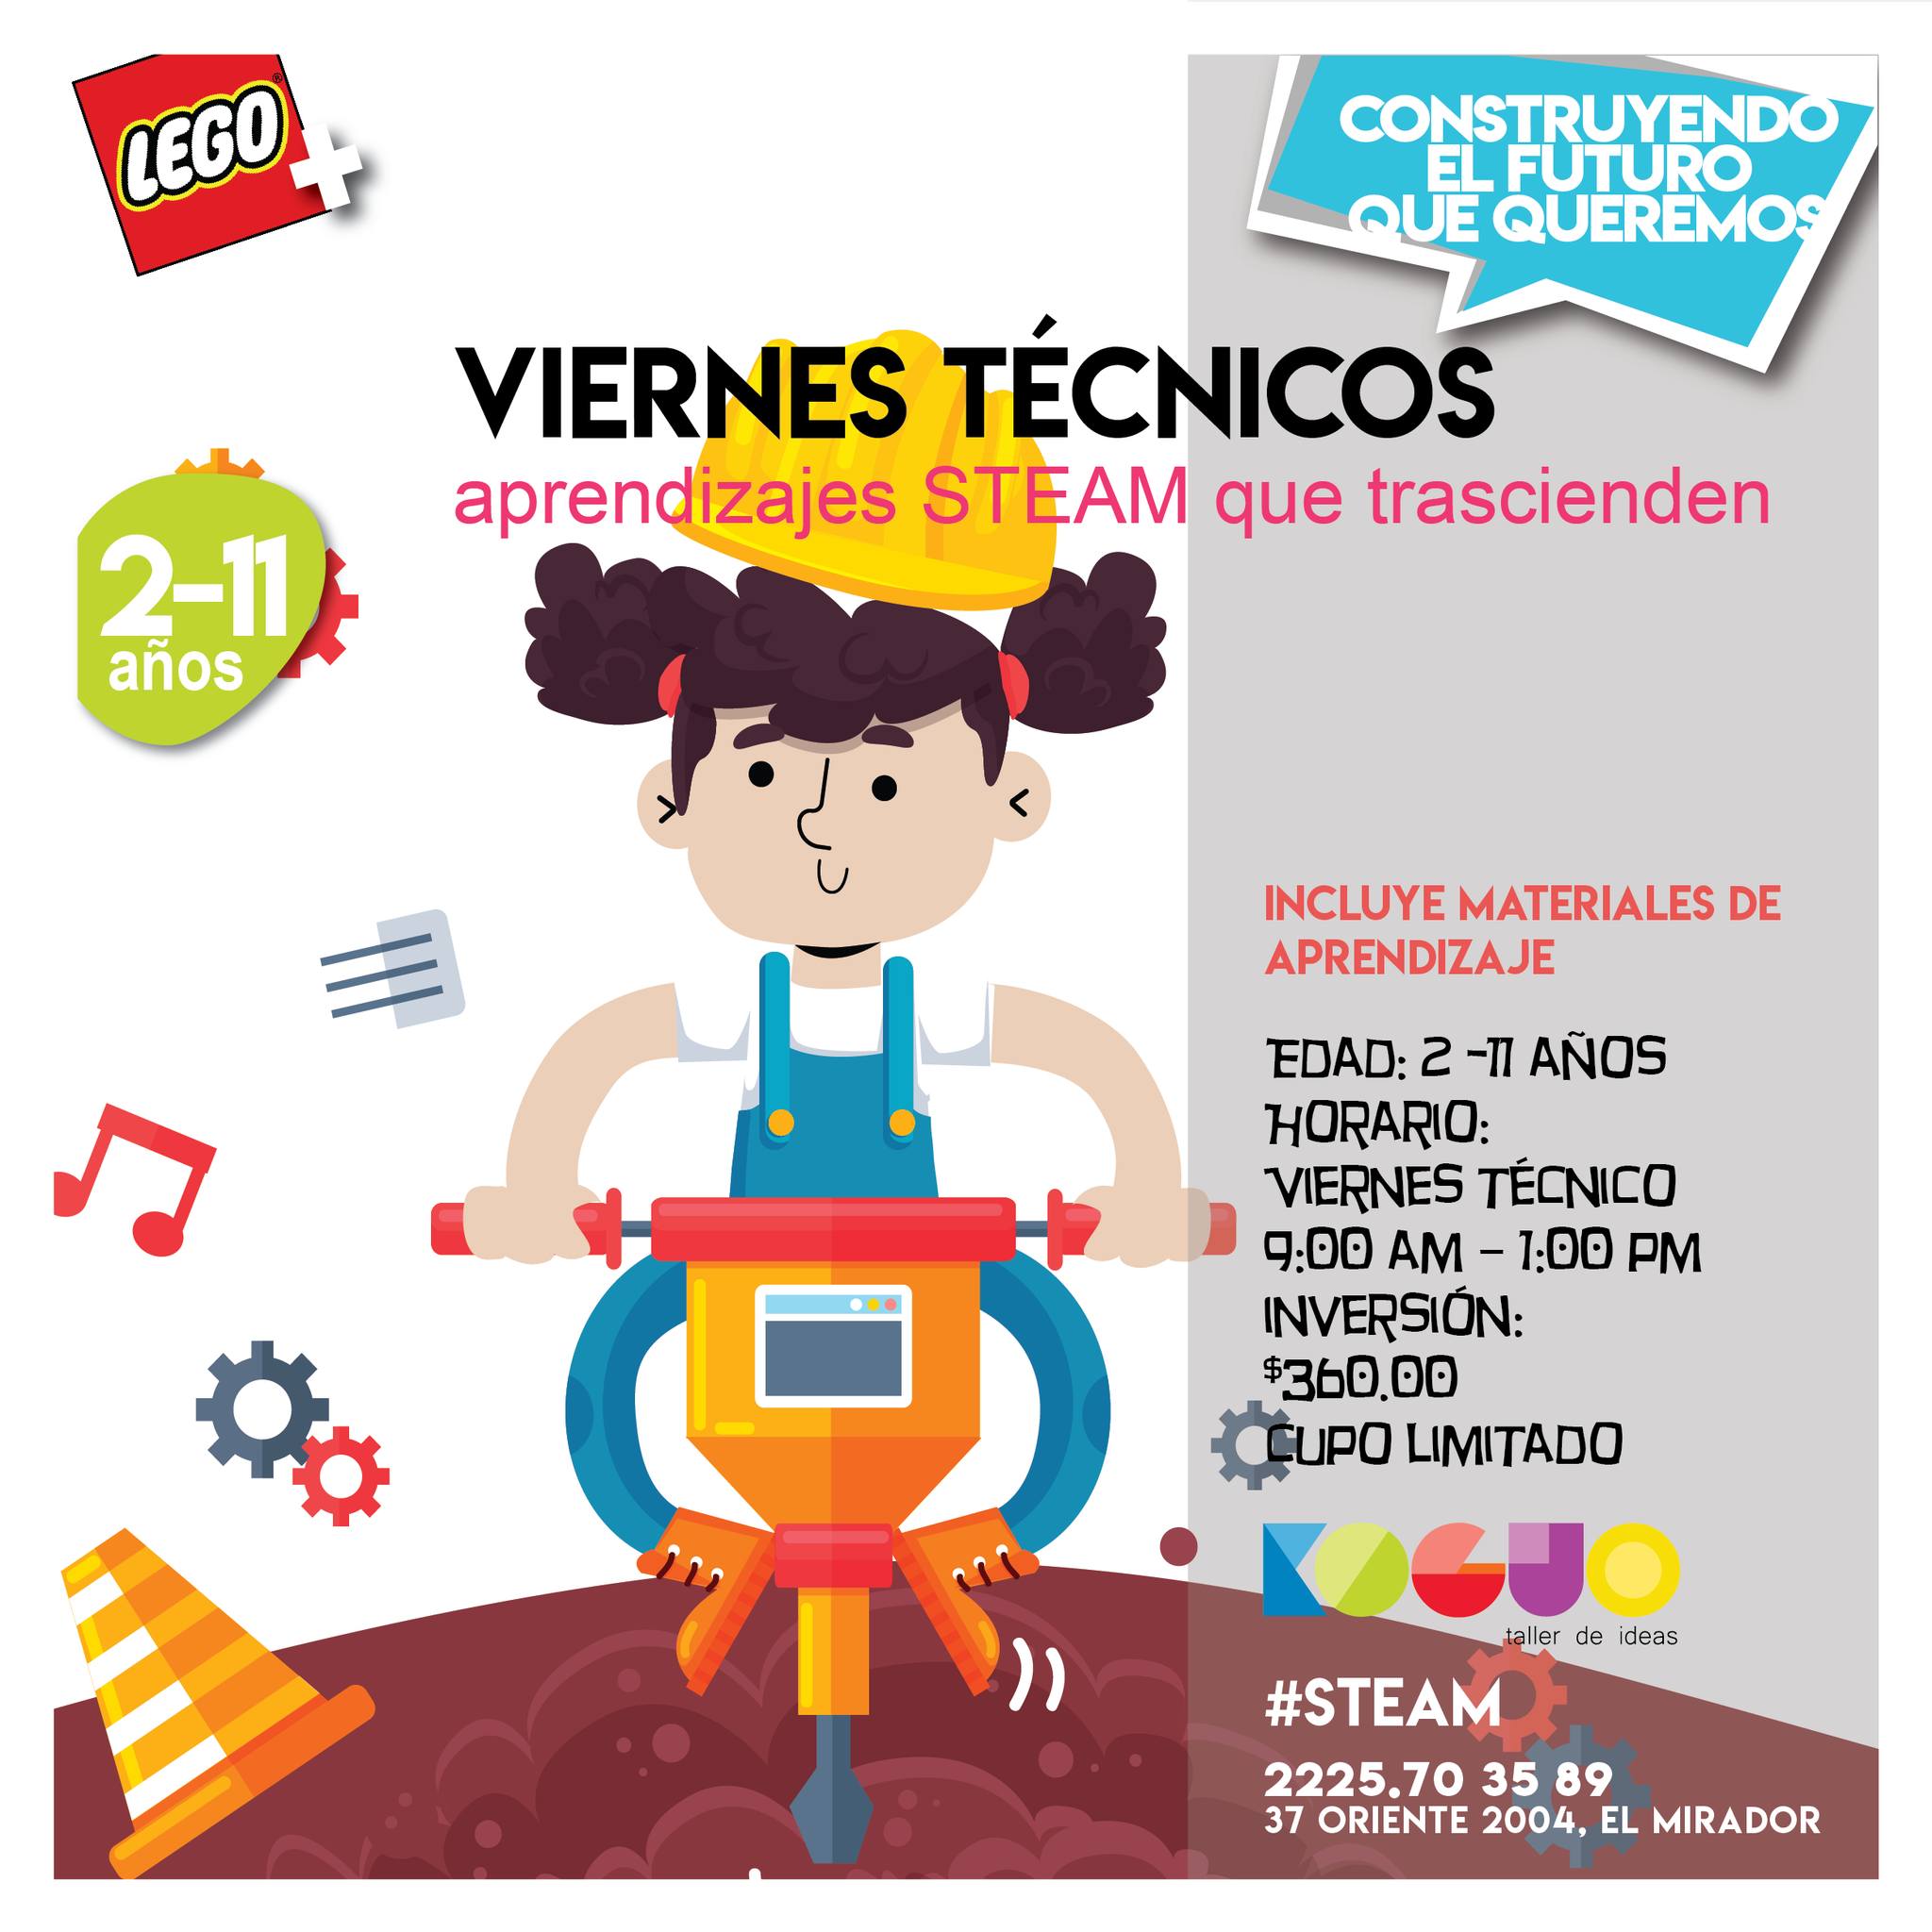 LEGO®+
CONSTRUYENDO
EL FUTURO
QUE QUEREMOS
VIERNES TÉCNICOS
aprendizajes STEAM que trascienden
2-11
años
INCLUYE MATERIALES DE
APRENDIZAJE
EDAD: 2 -11 AÑOS
HORARIO:
VIERNES TÉCNICO
9:00 AM – 1:00 PM
INVERSIÓN:
$360.00
CUPO LIMITADO
KOGUO
taller de ideas
#STEAM
2225.70 35 89
37 ORIENTE 2004, EL MIRADOR